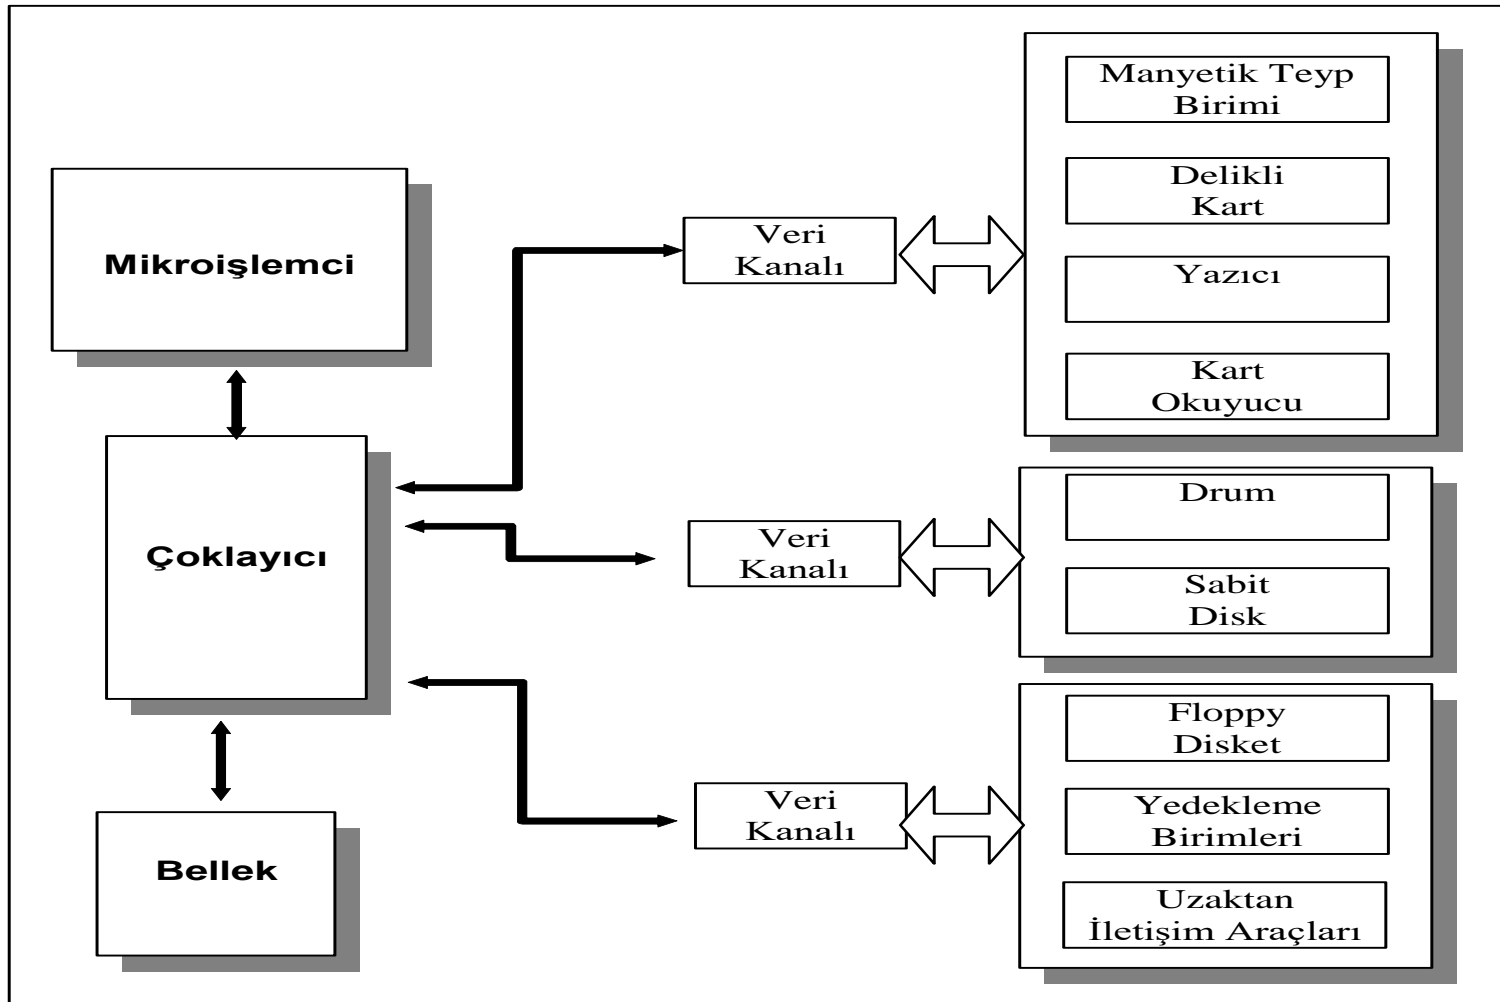 Mikroişlemci
Çoklayıcı
Bellek
Veri
Kanalı
Veri
Kanalı
Veri
Kanalı
Manyetik Teyp
Birimi
Delikli
Kart
Yazıcı
Kart
Okuyucu
Drum
Sabit
Disk
Floppy
Disket
Yedekleme
Birimleri
Uzaktan
İletişim Araçları